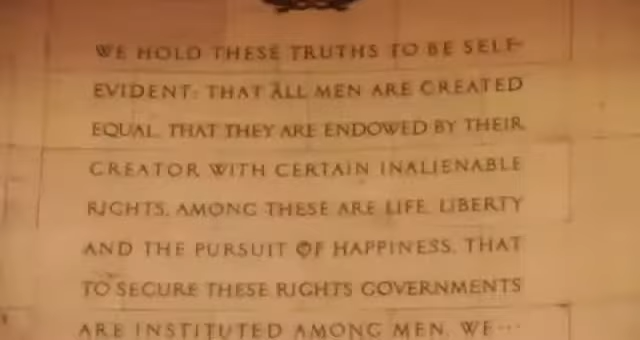 WE HOLD THESE TRUTHS TO BE SELF-
EVIDENT: THAT ALL MEN ARE CREATED
EQUAL, THAT THEY ARE ENDOWED BY THEIR
CREATOR WITH CERTAIN INALIENABLE
RIGHTS, AMONG THESE ARE LIFE, LIBERTY
AND THE PURSUIT OF HAPPINESS, THAT
TO SECURE THESE RIGHTS GOVERNMENTS
ARE INSTITUTED AMONG MEN. WE···